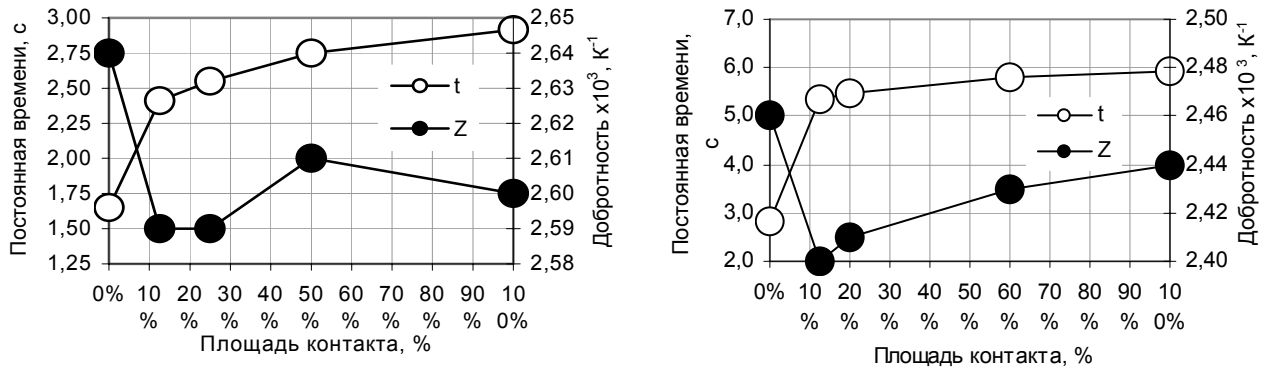 Постоянная времени, с
3,00
2,75
2,50
2,25
2,00
1,75
1,50
1,25
2,65
2,64
2,63
2,62
2,61
2,60
2,59
2,58
Добротность x10³, К⁻¹
t
Z
0% 10 20 30 40 50 60 70 80 90 10
% % % % % % % % % 0%
Площадь контакта, %
Постоянная времени,
с
7,0
6,0
5,0
4,0
3,0
2,0
2,50
2,48
2,46
2,44
2,42
2,40
Добротность x10³, К⁻¹
t
Z
0% 10 20 30 40 50 60 70 80 90 10
% % % % % % % % % 0%
Площадь контакта, %